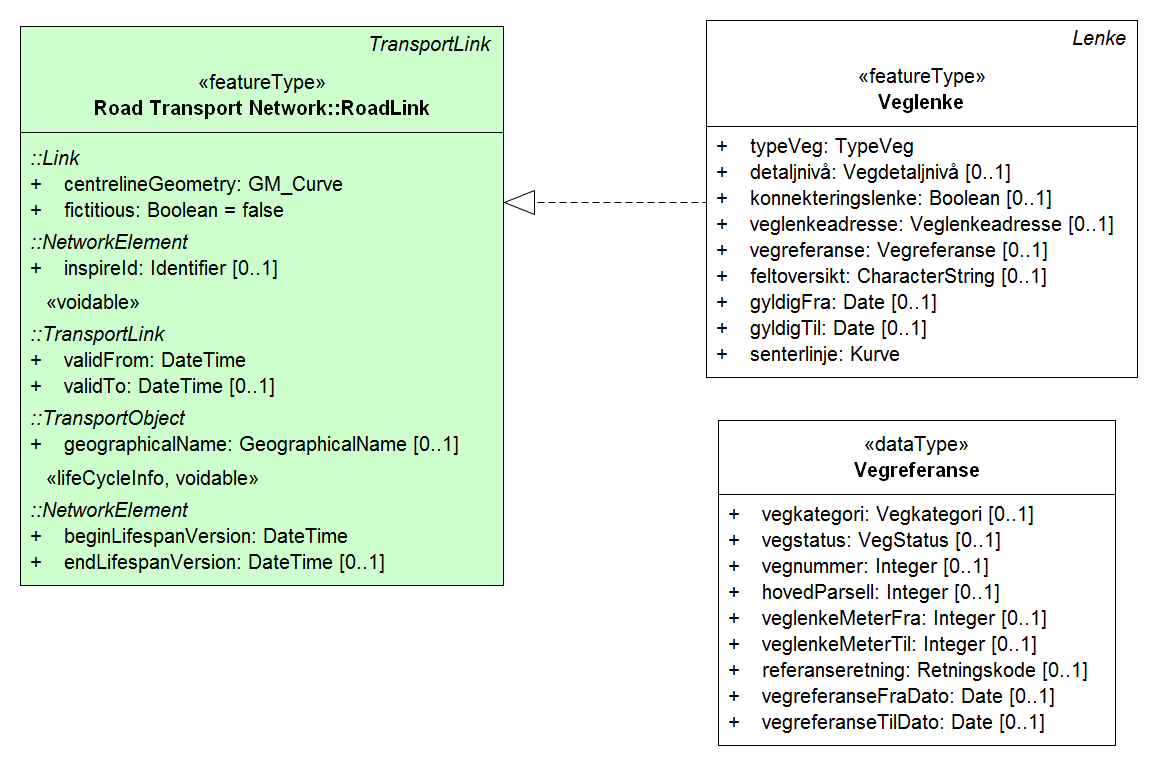 TransportLink
«featureType»
Road Transport Network::RoadLink
::Link
+ centrelineGeometry: GM_Curve
+ fictitious: Boolean = false
::NetworkElement
+ inspireId: Identifier [0..1]
«voidable»
::TransportLink
+ validFrom: DateTime
+ validTo: DateTime [0..1]
::TransportObject
+ geographicalName: GeographicalName [0..1]
«lifeCycleInfo, voidable»
::NetworkElement
+ beginLifespanVersion: DateTime
+ endLifespanVersion: DateTime [0..1]
Lenke
«featureType»
Veglenke
+ typeVeg: TypeVeg
+ detaljnivå: Vegdetaljnivå [0..1]
+ konnekteringslenke: Boolean [0..1]
+ veglenkeadresse: Veglenkeadresse [0..1]
+ vegreferanse: Vegreferanse [0..1]
+ feltoversikt: CharacterString [0..1]
+ gyldigFra: Date [0..1]
+ gyldigTil: Date [0..1]
+ senterlinje: Kurve
«dataType»
Vegreferanse
+ vegkategori: Vegkategori [0..1]
+ vegstatus: VegStatus [0..1]
+ vegnummer: Integer [0..1]
+ hovedParsell: Integer [0..1]
+ veglenkeMeterFra: Integer [0..1]
+ veglenkeMeterTil: Integer [0..1]
+ referanseretning: Retningskode [0..1]
+ vegreferanseFraDato: Date [0..1]
+ vegreferanseTilDato: Date [0..1]